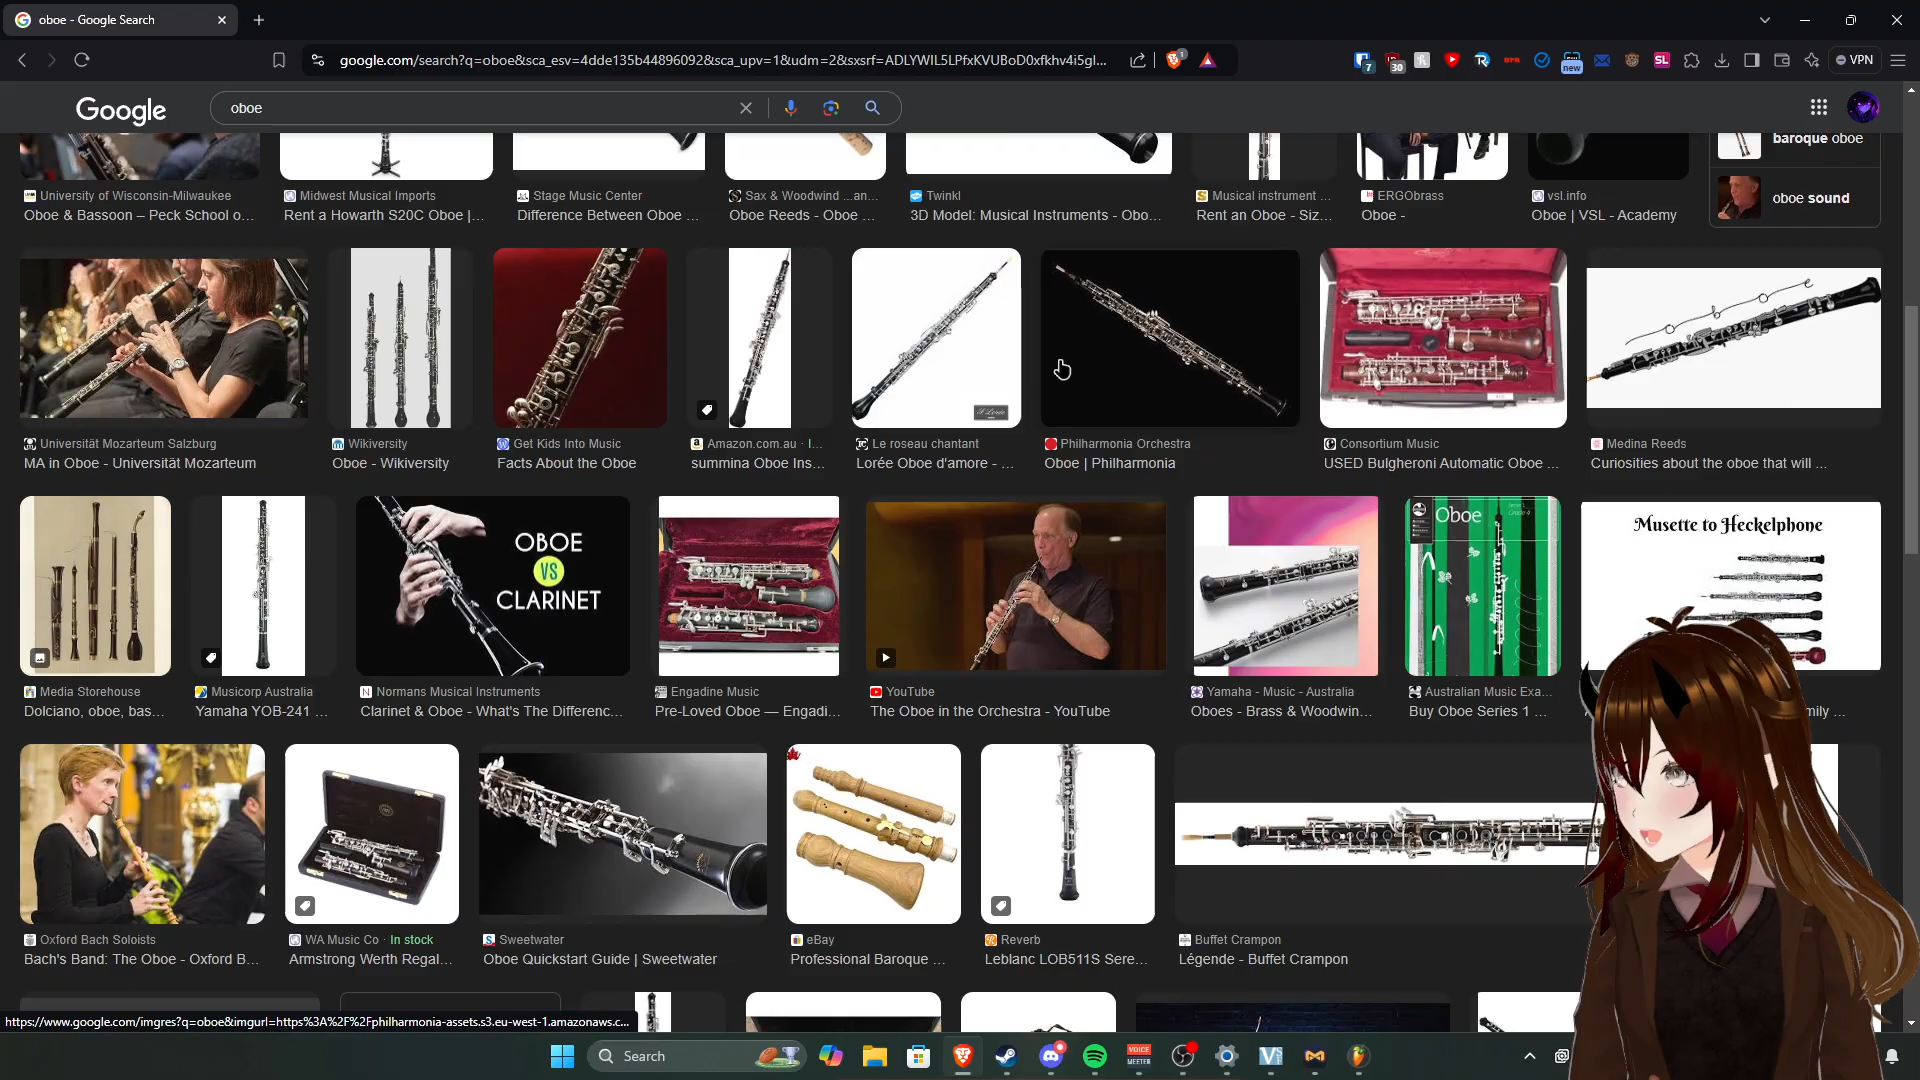 oboe - Google Search
google.com/search?q=oboe&sca_esv=4dde135b44896092&sca_upv=1&udm=2&sxsrf=ADLYWIL5LPfxKVUBoD0xfkhv4i5gI...
1
7
30
new
VPN
Google
oboe
baroque oboe
oboe sound
University of Wisconsin-Milwaukee
Oboe & Bassoon – Peck School o...
Midwest Musical Imports
Rent a Howarth S20C Oboe |...
Stage Music Center
Difference Between Oboe ...
Sax & Woodwind ...an...
Oboe Reeds - Oboe ...
Twinkl
3D Model: Musical Instruments - Obo...
Musical instrument ...
Rent an Oboe - Siz...
ERGObrass
Oboe -
vsl.info
Oboe | VSL - Academy
Universität Mozarteum Salzburg
MA in Oboe - Universität Mozarteum
Wikiversity
Oboe - Wikiversity
Get Kids Into Music
Facts About the Oboe
Amazon.com.au · I...
summina Oboe Ins...
Le roseau chantant
Lorée Oboe d'amore - ...
Philharmonia Orchestra
Oboe | Philharmonia
Consortium Music
USED Bulgheroni Automatic Oboe ...
Medina Reeds
Curiosities about the oboe that will ...
OBOE
VS
CLARINET
Oboe
Musette to Heckelphone
Media Storehouse
Dolciano, oboe, bas...
Musicorp Australia
Yamaha YOB-241 ...
Normans Musical Instruments
Clarinet & Oboe - What's The Differenc...
Engadine Music
Pre-Loved Oboe — Engadi...
YouTube
The Oboe in the Orchestra - YouTube
Yamaha - Music - Australia
Oboes - Brass & Woodwin...
Australian Music Exa...
Buy Oboe Series 1 ...
mily ...
Oxford Bach Soloists
Bach's Band: The Oboe - Oxford B...
WA Music Co · In stock
Armstrong Werth Regal...
Sweetwater
Oboe Quickstart Guide | Sweetwater
eBay
Professional Baroque ...
Reverb
Leblanc LOB511S Sere...
Buffet Crampon
Légende - Buffet Crampon
https://www.google.com/imgres?q=oboe&imgurl=https%3A%2F%2Fphilharmonia-assets.s3.eu-west-1.amazonaws.c...
Search
VOICE
MEETER